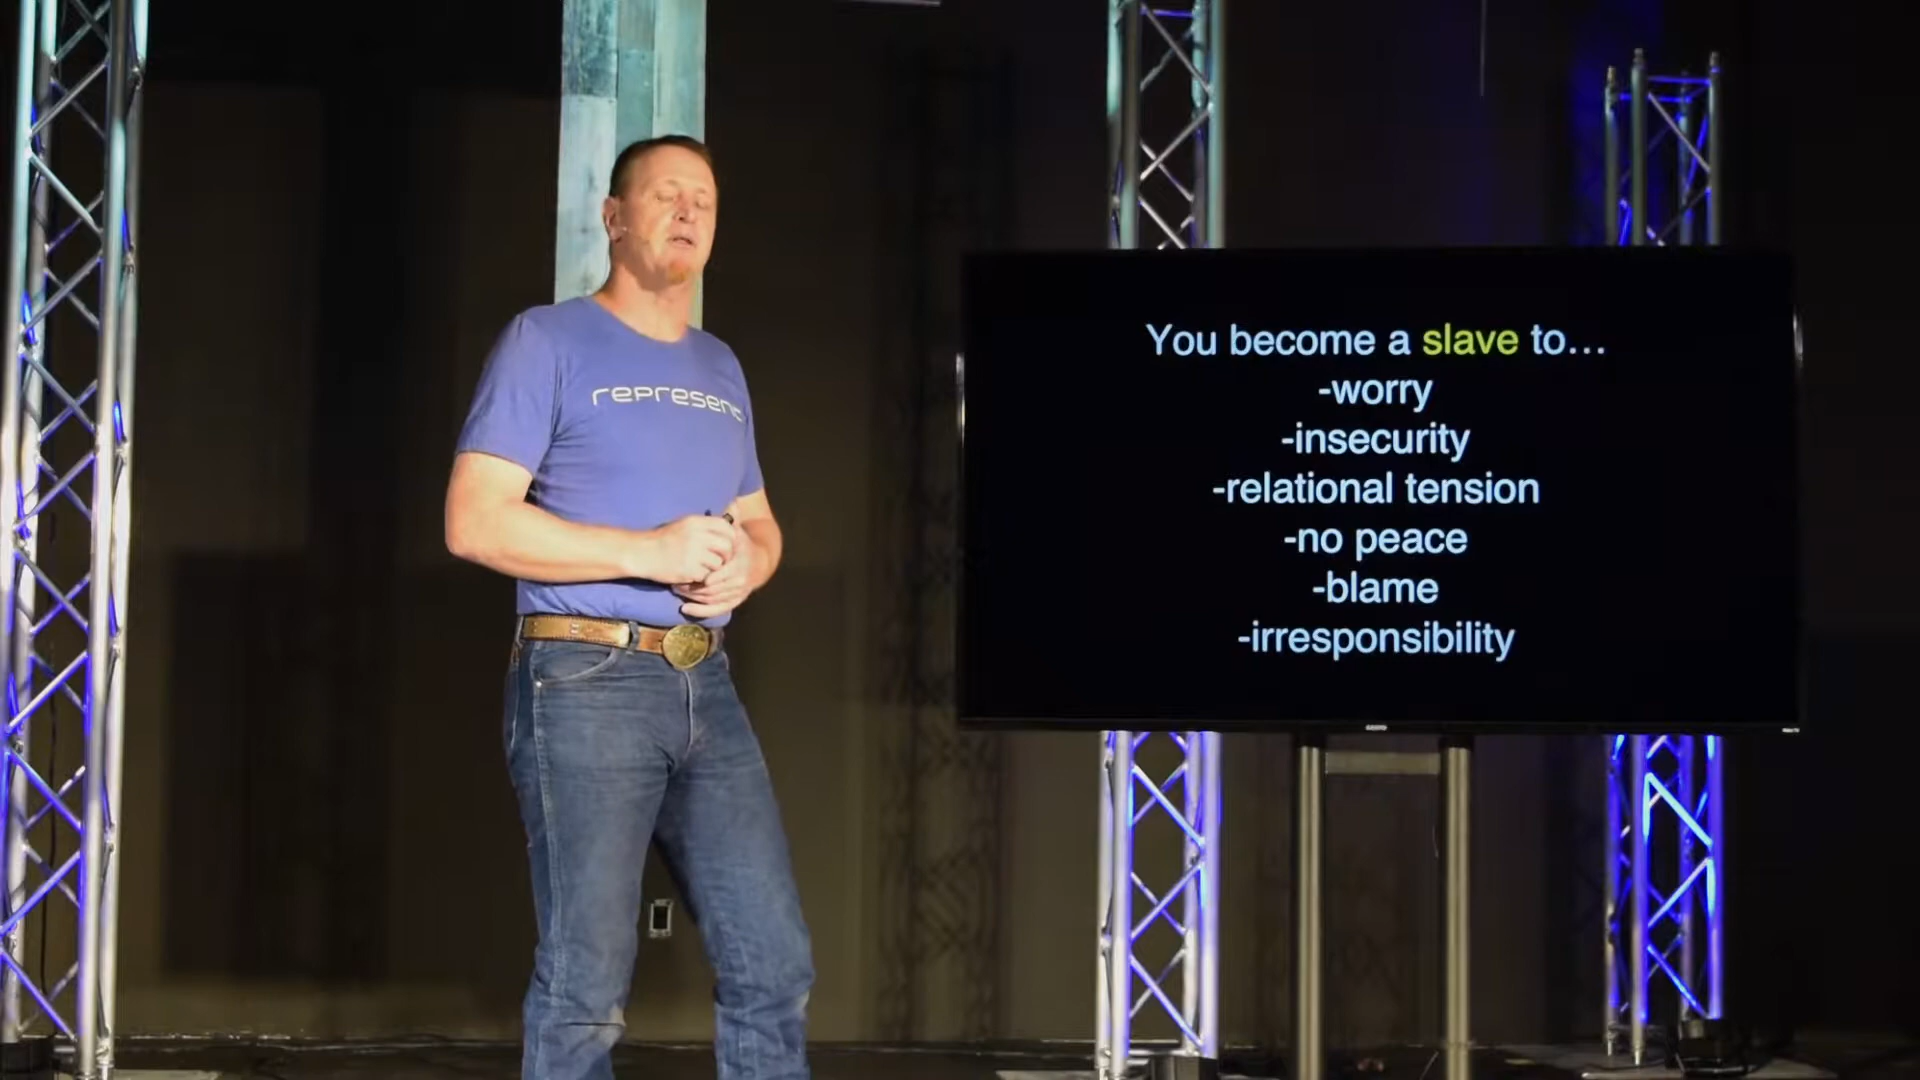 represent
You become a slave to…
-worry
-insecurity
-relational tension
-no peace
-blame
-irresponsibility